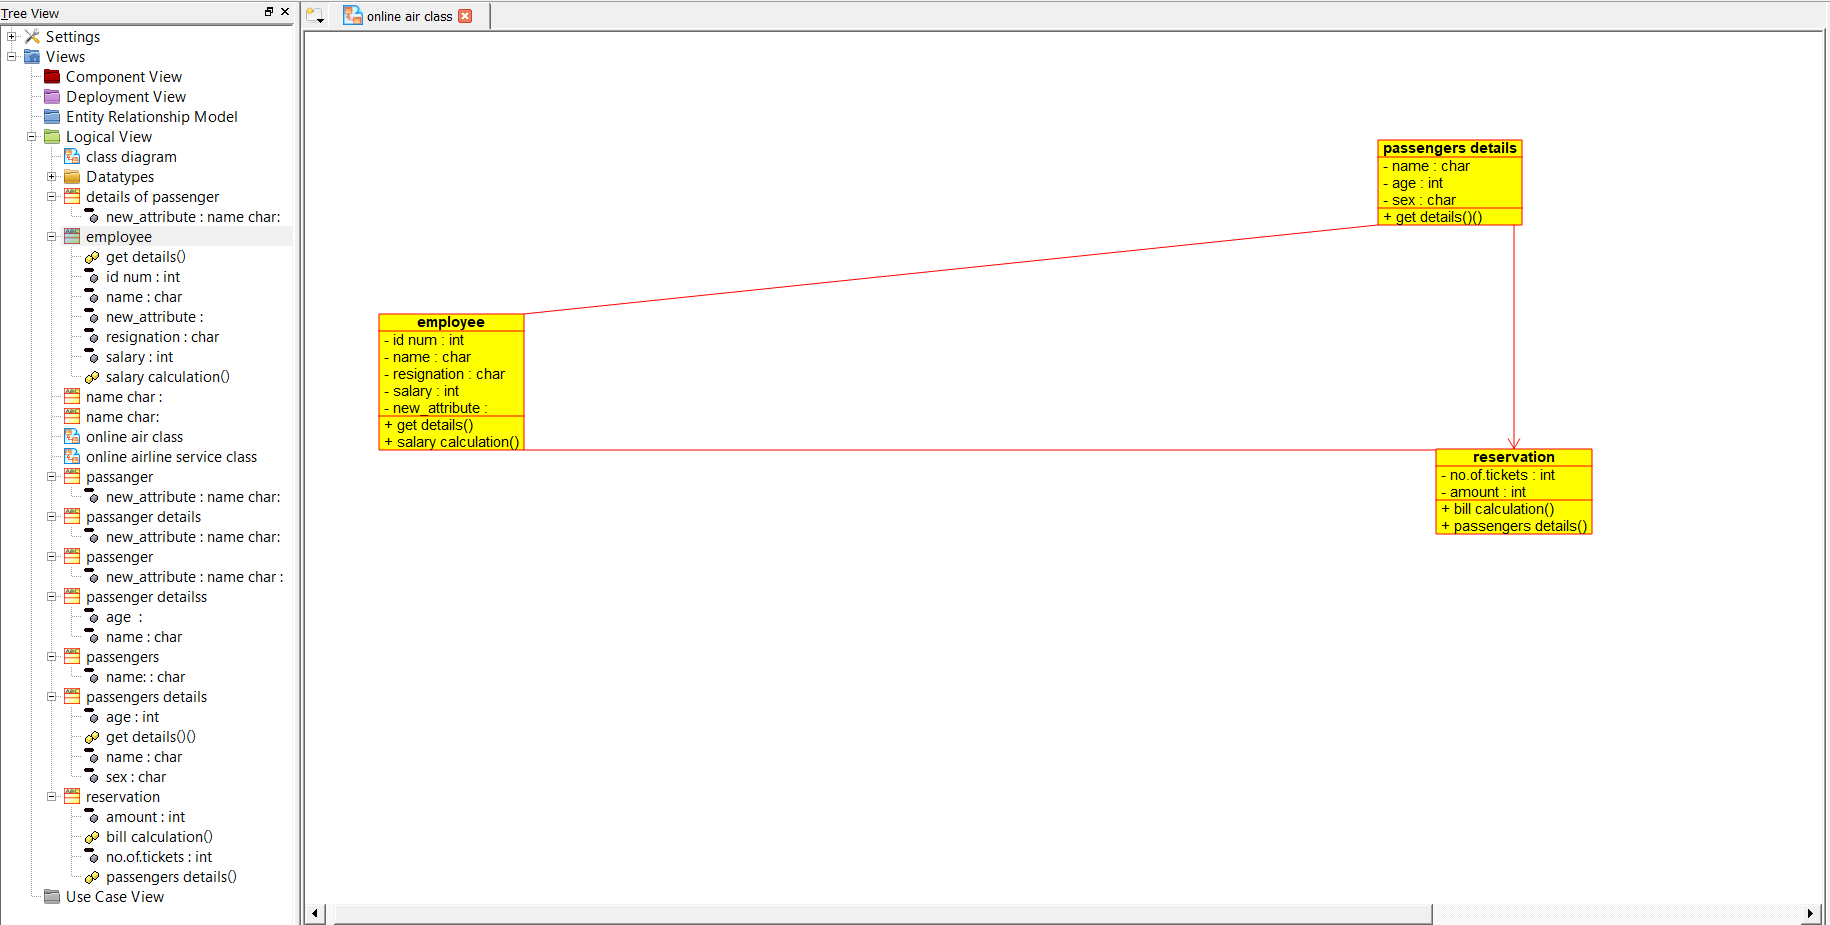 Tree View
Settings
Views
Component View
Deployment View
Entity Relationship Model
Logical View
class diagram
Datatypes
details of passenger
new_attribute : name char:
employee
get details()
id num : int
name : char
new_attribute :
resignation : char
salary : int
salary calculation()
name char :
name char:
online air class
online airline service class
passanger
new_attribute : name char:
passanger details
new_attribute : name char:
passenger
new_attribute : name char :
passenger detailss
age :
name : char
passengers
name: : char
passengers details
age : int
get details()()
name : char
sex : char
reservation
amount : int
bill calculation()
no.of.tickets : int
passengers details()
Use Case View
online air class
passengers details
- name : char
- age : int
- sex : char
+ get details()()
employee
- id num : int
- name : char
- resignation : char
- salary : int
- new_attribute :
+ get details()
+ salary calculation()
reservation
- no.of.tickets : int
- amount : int
+ bill calculation()
+ passengers details()